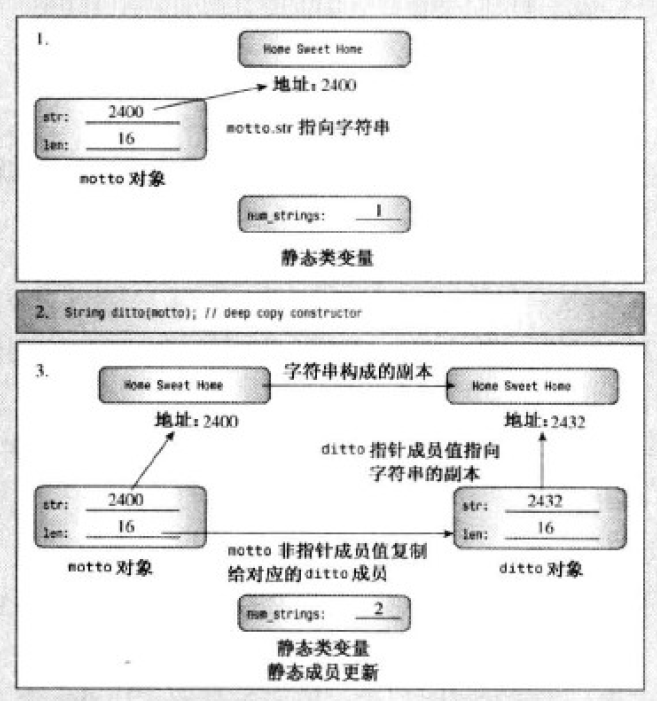 1.
Home Sweet Home
地址：2400
str: 2400
len: 16
motto.str 指向字符串
motto 对象
num_strings: 1
静态类变量
2. String ditto(motto); // deep copy constructor
3.
Home Sweet Home
字符串构成的副本
Home Sweet Home
地址：2400
地址：2432
ditto 指针成员值指向
字符串的副本
str: 2400
len: 16
str: 2432
len: 16
motto 非指针成员值复制
给对应的 ditto 成员
motto 对象
ditto 对象
num_strings: 2
静态类变量
静态成员更新